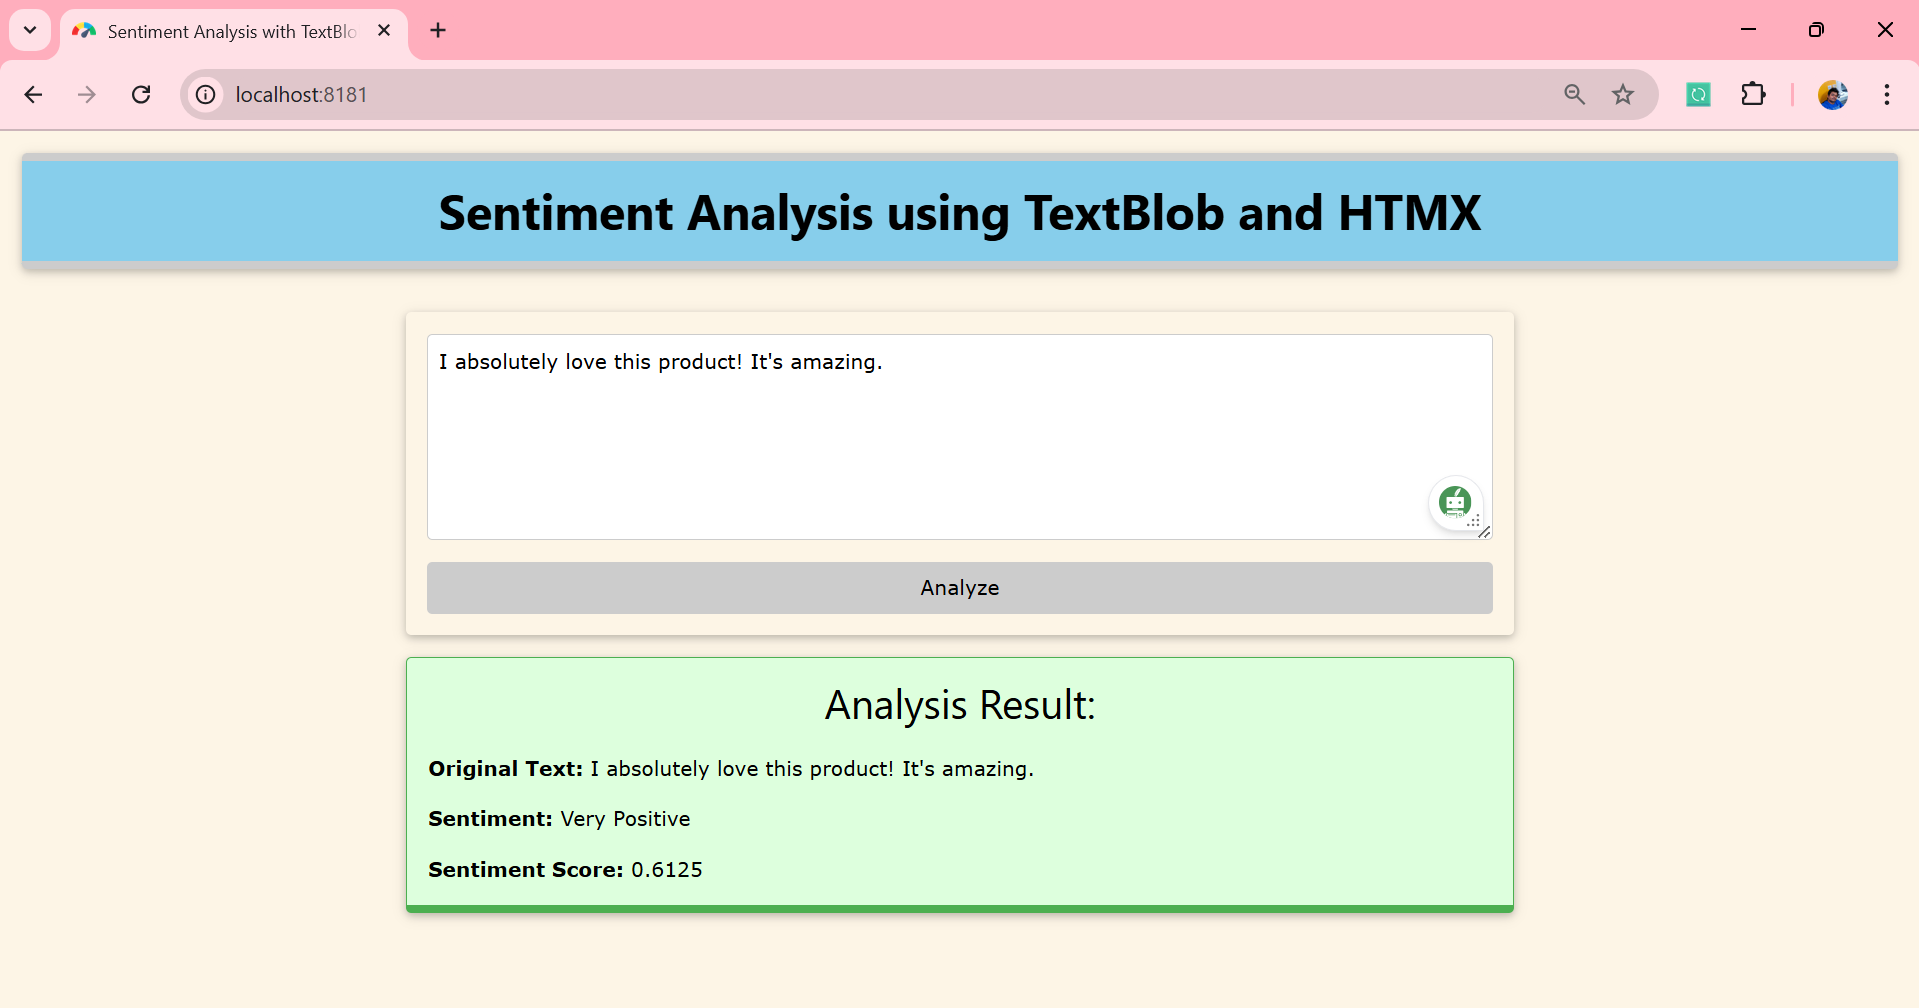 Sentiment Analysis with TextBlo
localhost:8181
Sentiment Analysis using TextBlob and HTMX
I absolutely love this product! It's amazing.
Analyze
Analysis Result:
Original Text: I absolutely love this product! It's amazing.
Sentiment: Very Positive
Sentiment Score: 0.6125